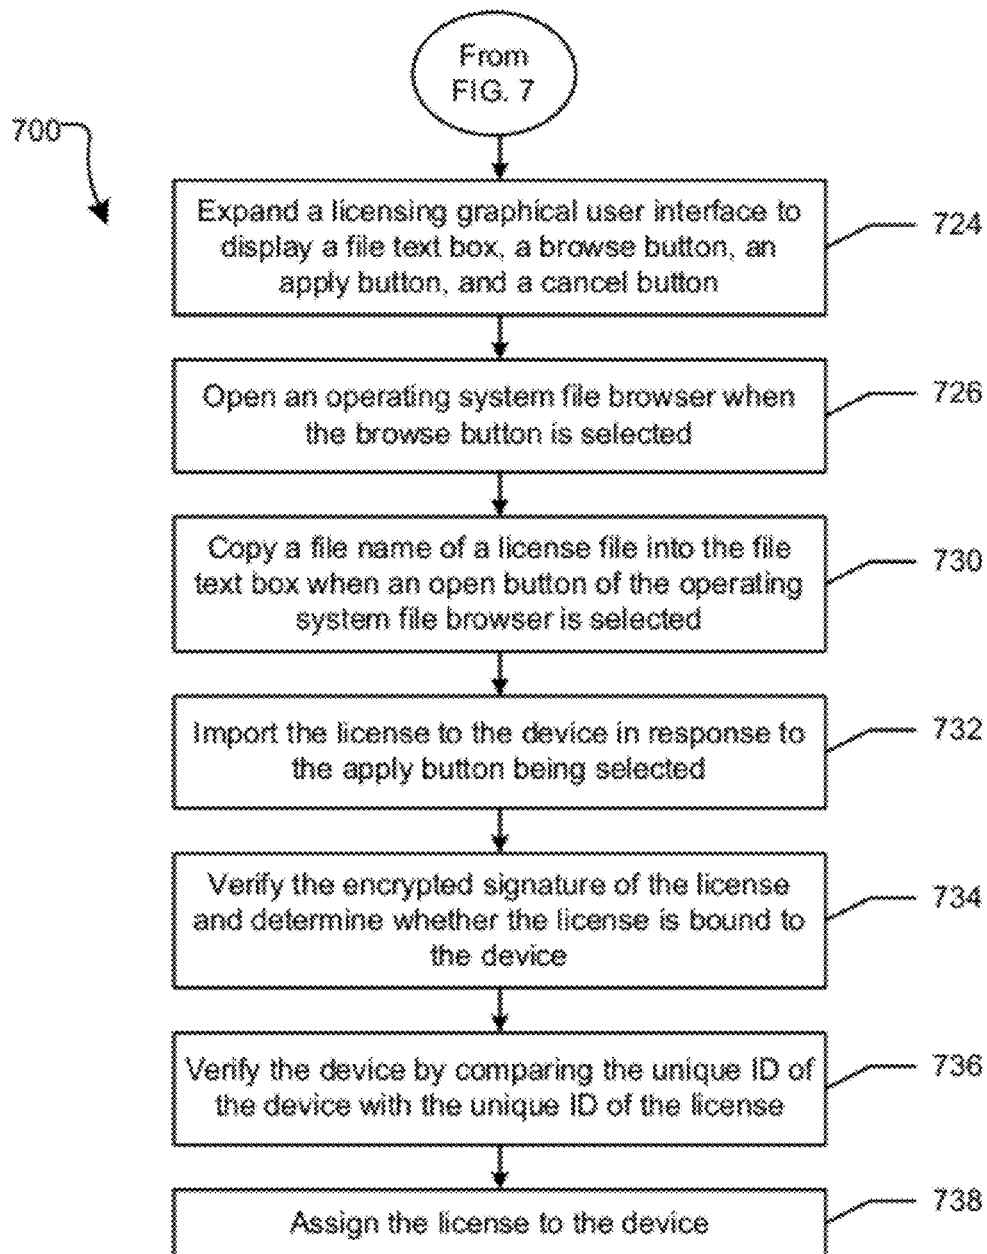 From
FIG. 7
700
Expand a licensing graphical user interface to
display a file text box, a browse button, an
apply button, and a cancel button
724
Open an operating system file browser when
the browse button is selected
726
Copy a file name of a license file into the file
text box when an open button of the operating
system file browser is selected
730
Import the license to the device in response to
the apply button being selected
732
Verify the encrypted signature of the license
and determine whether the license is bound to
the device
734
Verify the device by comparing the unique ID of
the device with the unique ID of the license
736
Assign the license to the device
738